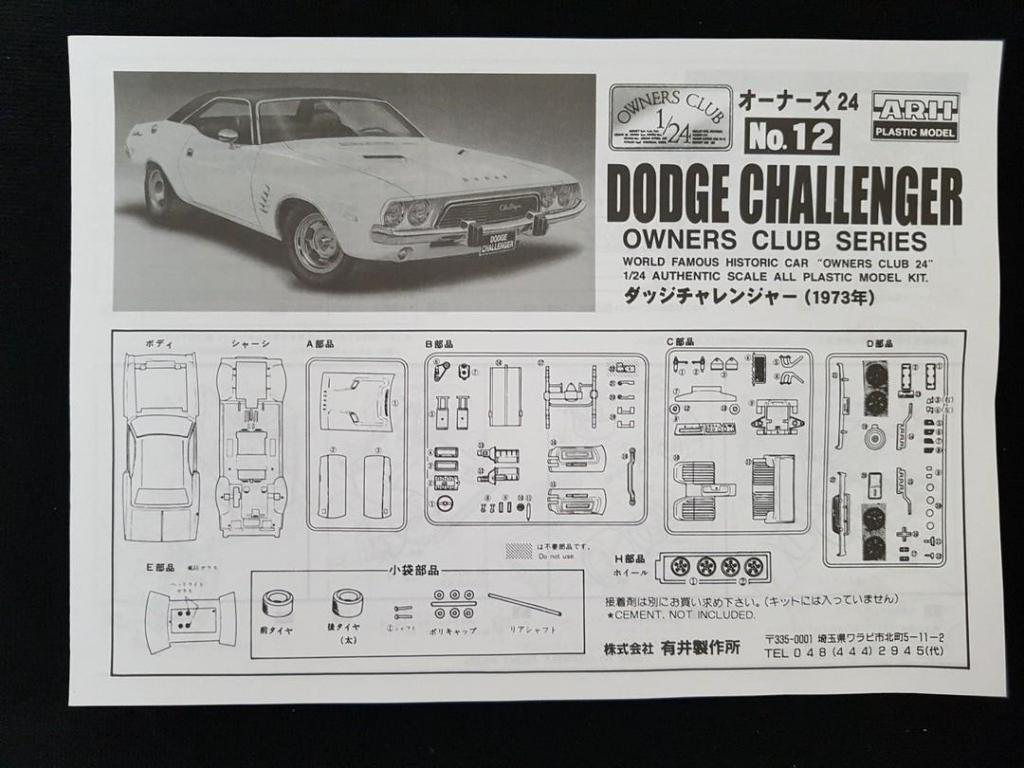 OWNERS CLUB
1/24
オーナーズ 24
No.12
ARII
PLASTIC MODEL
DODGE CHALLENGER
OWNERS CLUB SERIES
WORLD FAMOUS HISTORIC CAR "OWNERS CLUB 24"
1/24 AUTHENTIC SCALE ALL PLASTIC MODEL KIT.
ダッジチャレンジャー (1973年)
DODGE
CHALLENGER
ボディ
シャーシ
A部品
B部品
C部品
D部品
E部品
は不要部品です。
Do not use
小袋部品
前タイヤ
後タイヤ
(太)
ポリキャップ
リアシャフト
H部品
ホイール
接着剤は別にお買い求め下さい。(キットには入っていません)
★CEMENT. NOT INCLUDED.
株式会社 有井製作所
〒335-0001 埼玉県ワラビ市北町5-11-2
TEL 048 (444) 2945(代)